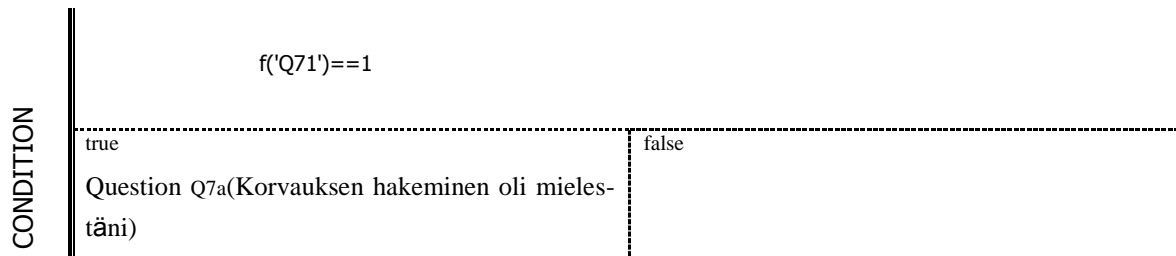 f('Q71')==1
CONDITION
true
Question Q7a(Korvauksen hakeminen oli mieles-
täni)
false